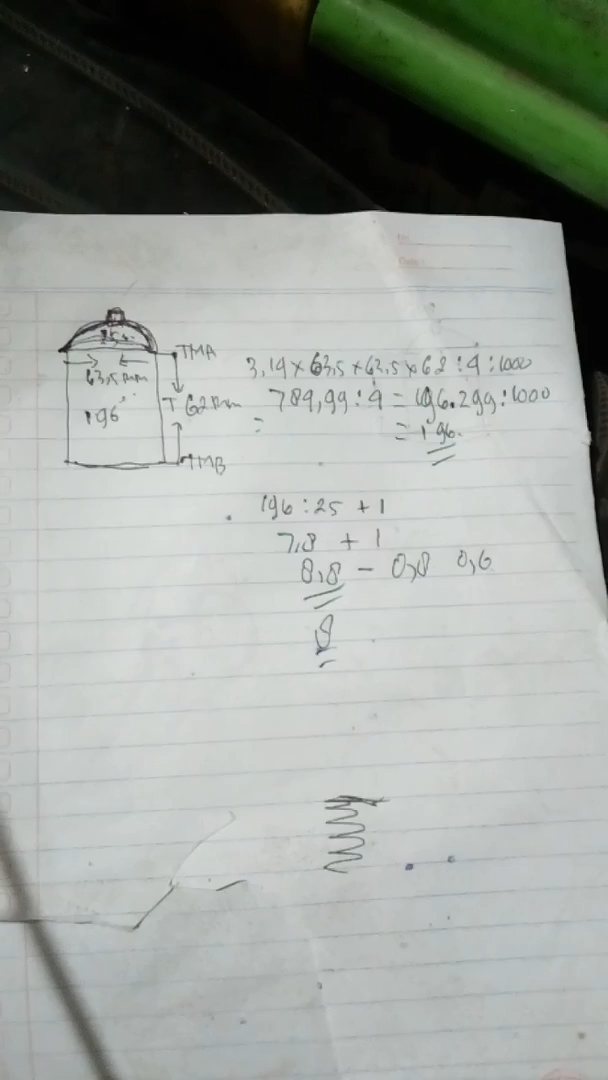 25
TMA
63,5 mm
196
T 62 mm
TMB
3,14 x 63,5 x 63,5 x 62 : 4 : 1000
= 784,99 : 4 = 196.299 : 1000
= 196.
196 : 25 + 1
7,8 + 1
8,8 - 0,8 0,6
8